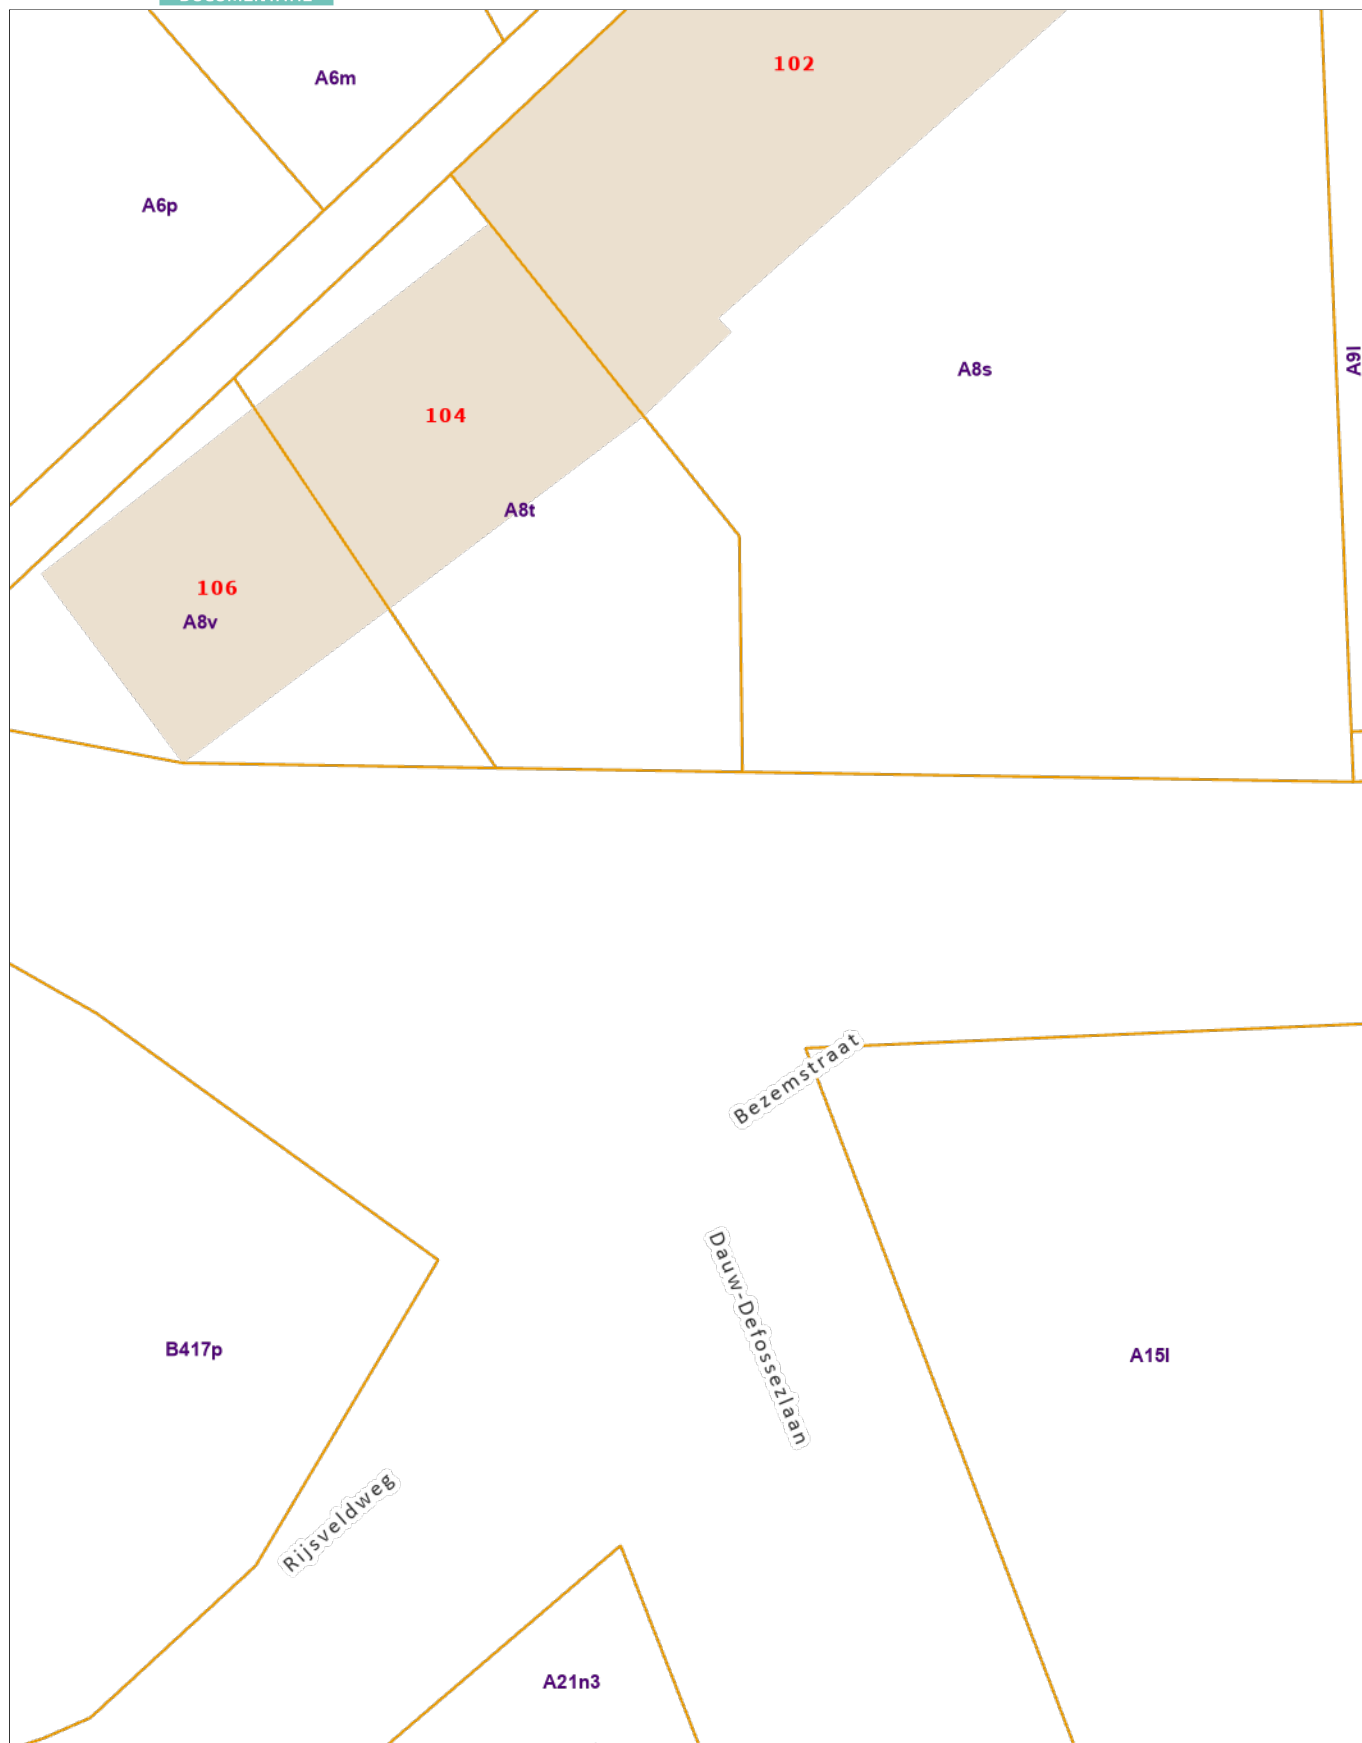 102
A6m
A6p
A9l
A8s
104
A8t
106
A8v
Bezemstraat
Dauw-Defossezlaan
B417p
A15l
Rijsveldweg
A21n3